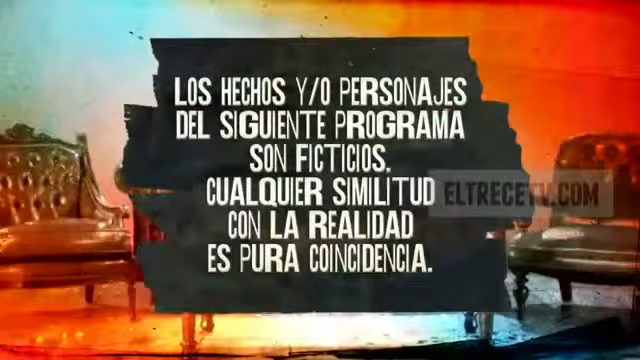 LOS HECHOS Y/O PERSONAJES
DEL SIGUIENTE PROGRAMA
SON FICTICIOS.
CUALQUIER SIMILITUD
CON LA REALIDAD
ES PURA COINCIDENCIA.
ELTRECETV.COM